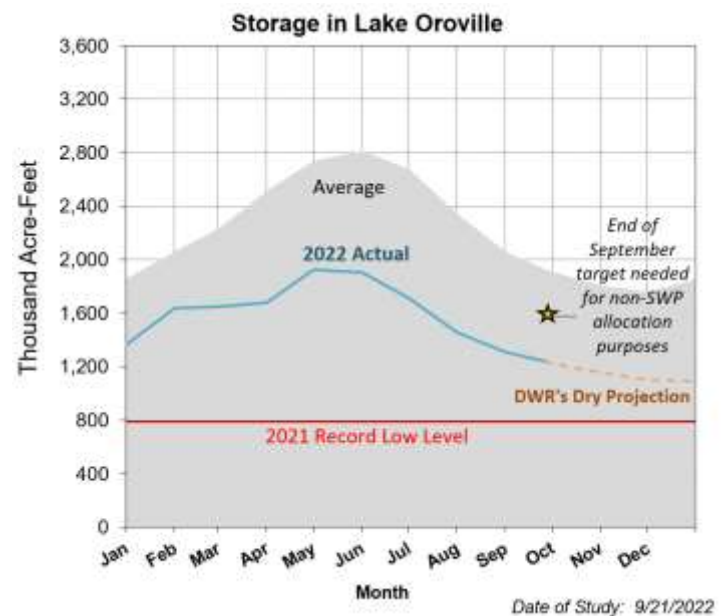 Storage in Lake Oroville
3,600
3,200
2,800
2,400
2,000
1,600
1,200
800
400
0
Thousand Acre-Feet
Average
2022 Actual
End of
September
target needed
for non-SWP
allocation
purposes
DWR's Dry Projection
2021 Record Low Level
Jan
Feb
Mar
Apr
May
Jun
Jul
Aug
Sep
Oct
Nov
Dec
Month
Date of Study: 9/21/2022